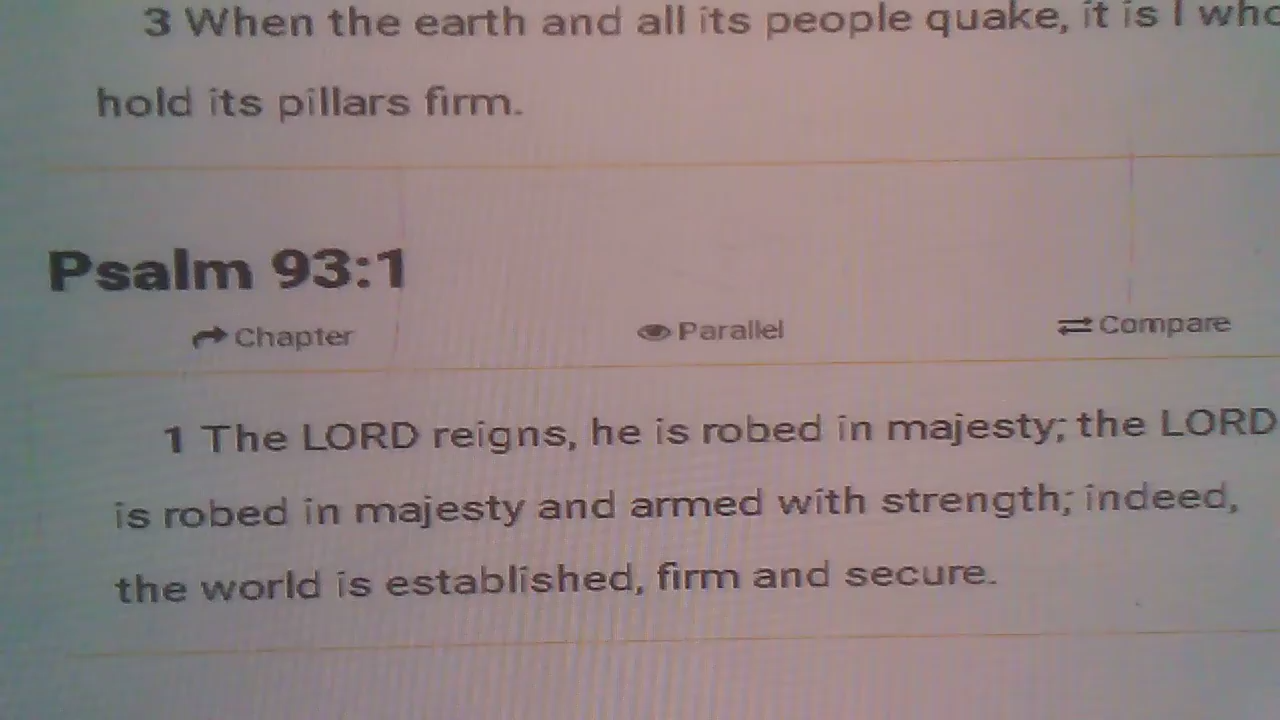 3 When the earth and all its people quake, it is I who
hold its pillars firm.
Psalm 93:1
Chapter Parallel Compare
1 The LORD reigns, he is robed in majesty; the LORD
is robed in majesty and armed with strength; indeed,
the world is established, firm and secure.